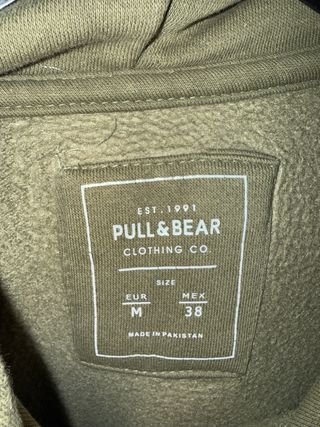 EST. 1991
PULL&BEAR
CLOTHING CO
SIZE
EUR MEX
M 38
MADE IN PAKISTAN